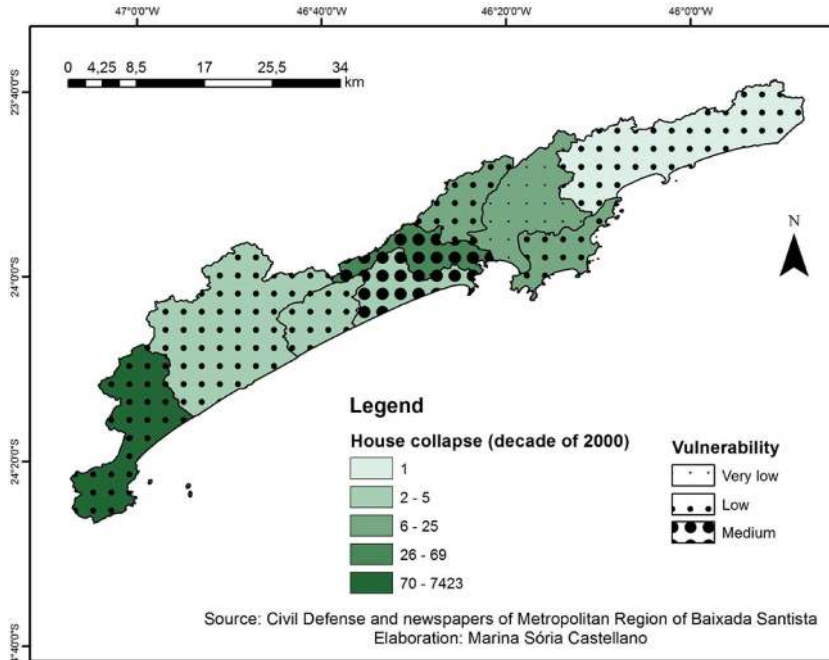 47°0'0"W 46°40'0"W 46°20'0"W 46°0'0"W
0 4,25 8,5 17 25,5 34
km
23°40'0"S
N
24°0'0"S
24°20'0"S
Legend
House collapse (decade of 2000)
1
2 - 5
6 - 25
26 - 69
70 - 7423
Vulnerability
Very low
Low
Medium
Source: Civil Defense and newspapers of Metropolitan Region of Baixada Santista
Elaboration: Marina Sória Castellano